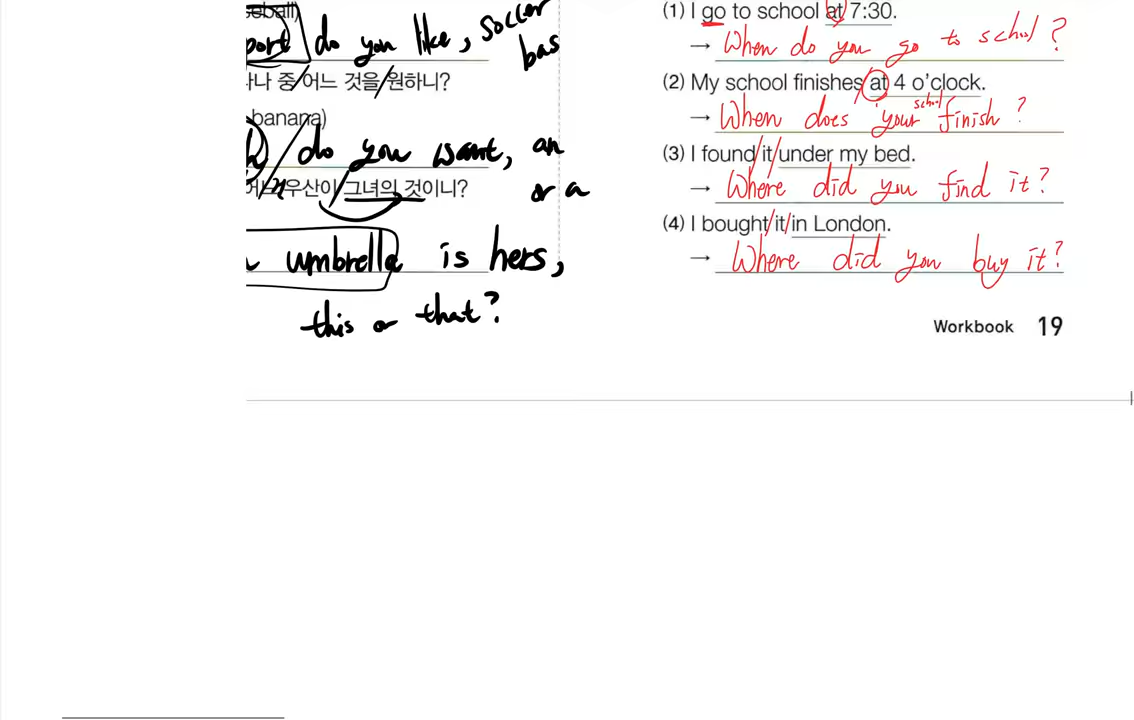 seball)
port do you like, soccer
bas
나 중 어느 것을 원하니?
banana)
do you want, an
or a
우산이 그녀의 것이니?
umbrella is hers,
this or that?
(1) I go to school at 7:30.
→ When do you go to school?
(2) My school finishes at 4 o'clock.
→ When does your school finish?
(3) I found it under my bed.
→ Where did you find it?
(4) I bought it in London.
→ Where did you buy it?
Workbook 19